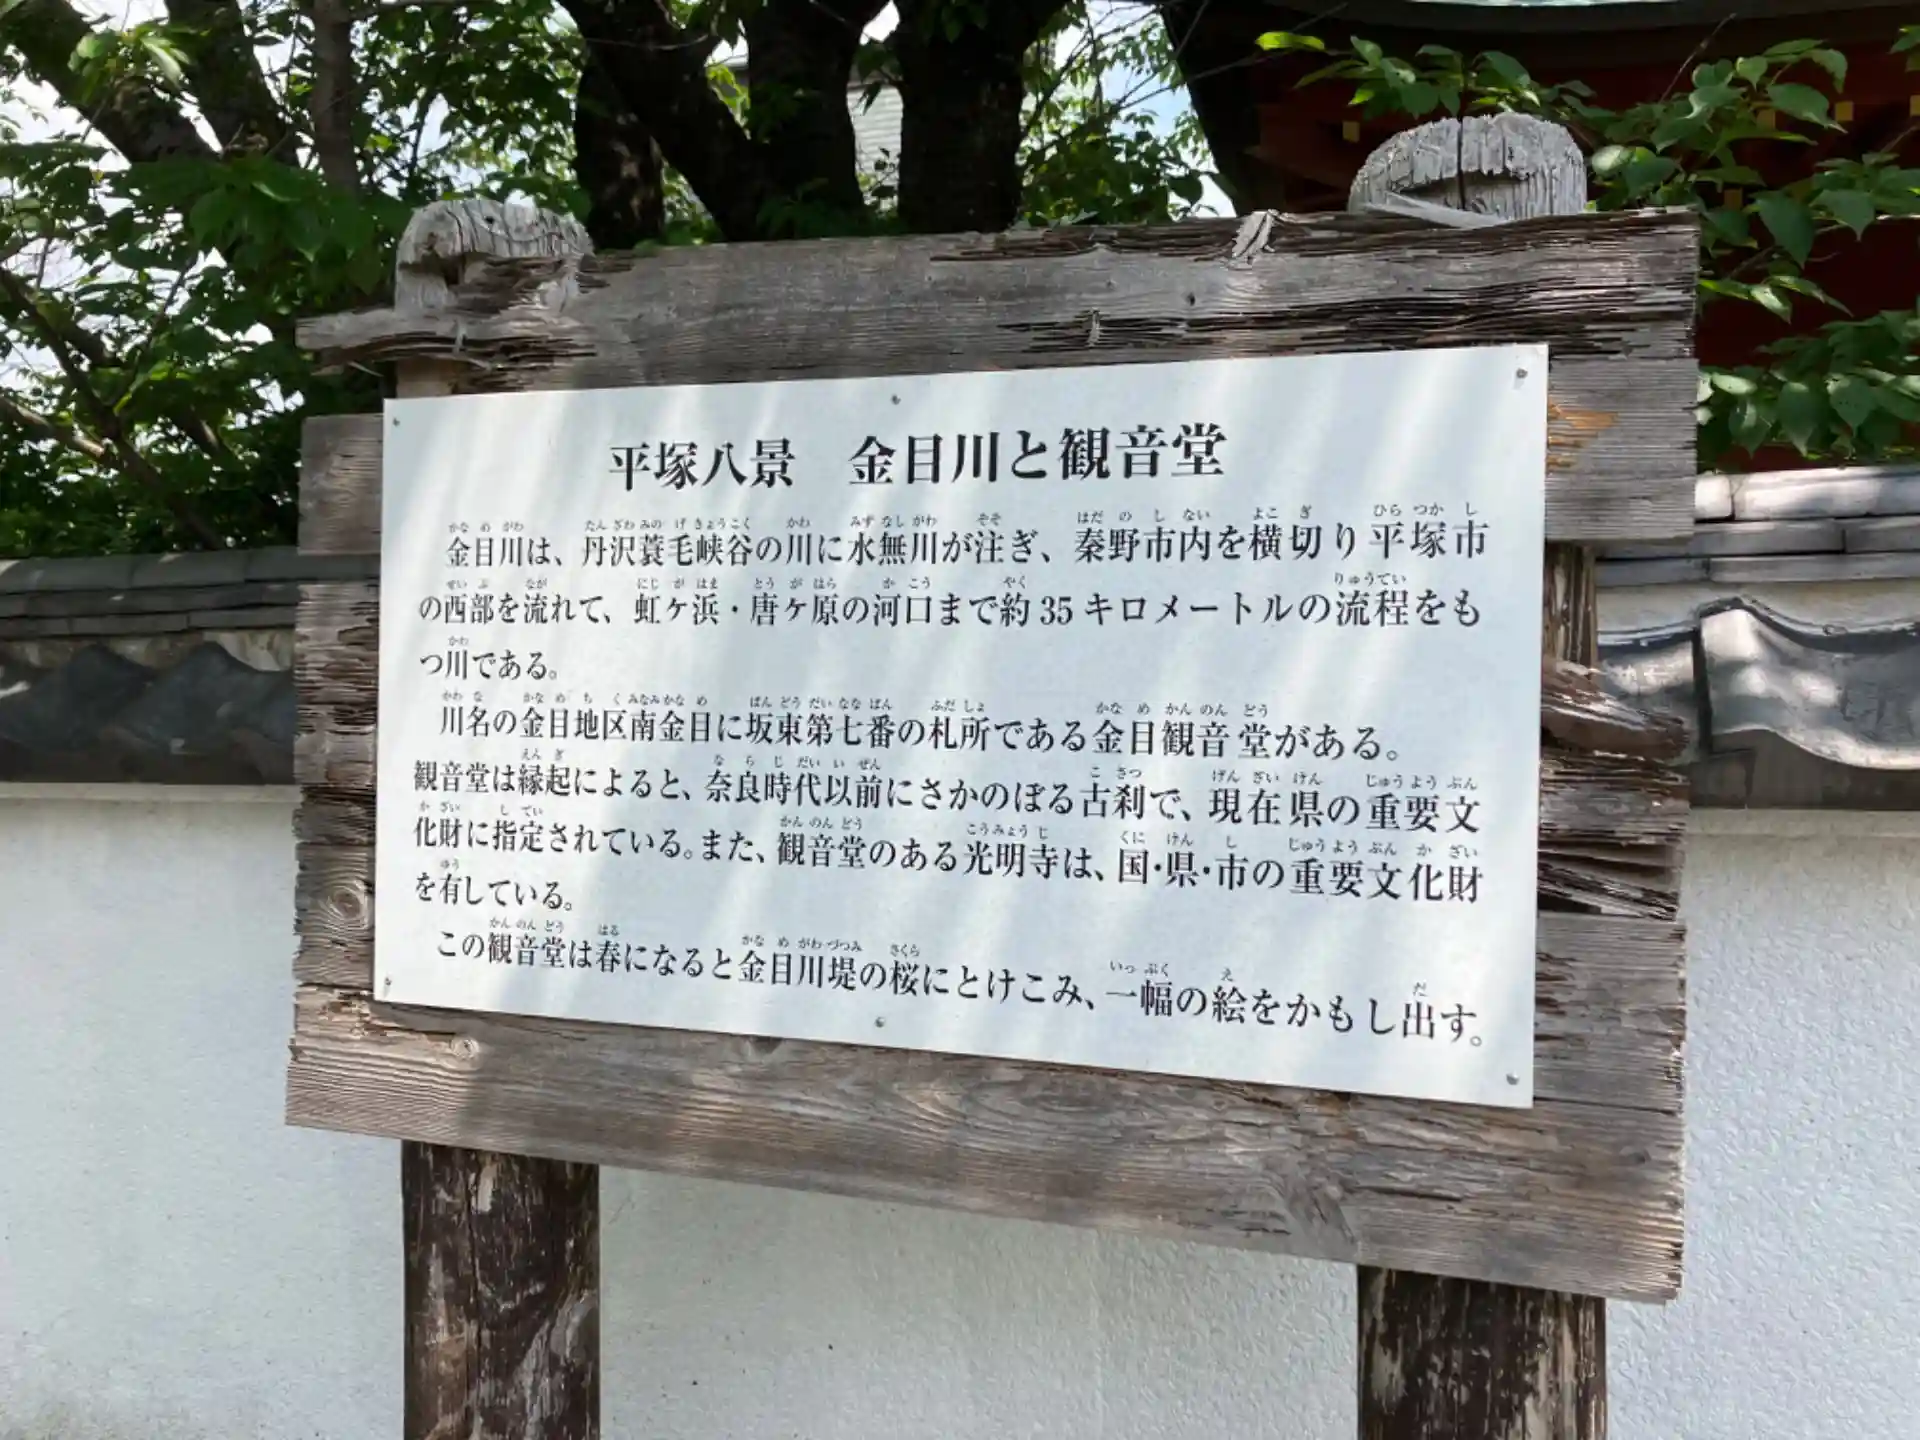 平塚八景　金目川と観音堂
金目川は、丹沢蓑毛峡谷の川に水無川が注ぎ、秦野市内を横切り平塚市
の西部を流れて、虹ケ浜・唐ケ原の河口まで約35キロメートルの流程をも
つ川である。
川名の金目地区南金目に坂東第七番の札所である金目観音堂がある。
観音堂は縁起によると、奈良時代以前にさかのぼる古刹で、現在県の重要文
化財に指定されている。また、観音堂のある光明寺は、国・県・市の重要文化財
を有している。
この観音堂は春になると金目川堤の桜にとけこみ、一幅の絵をかもし出す。